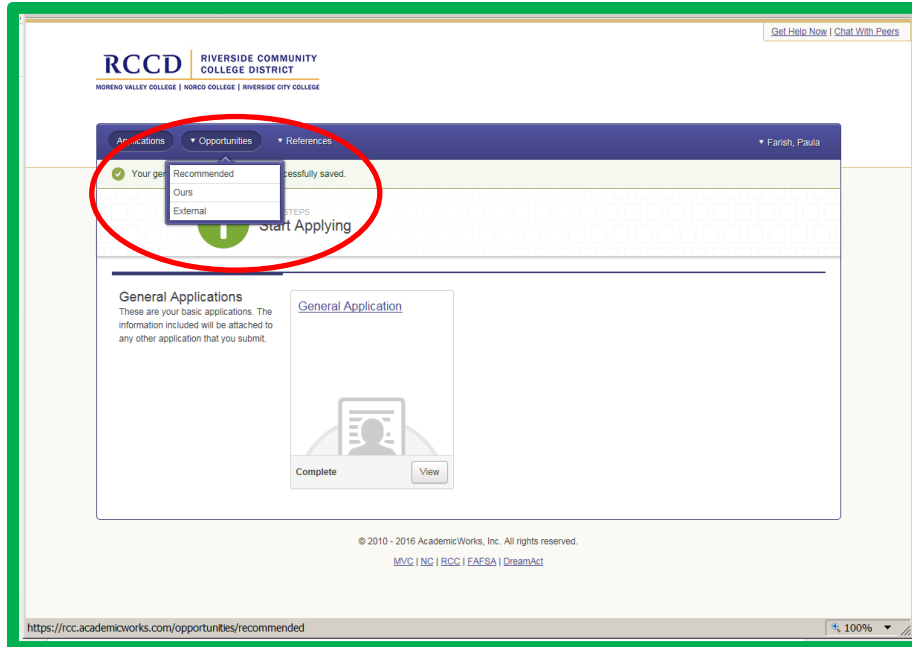 Get Help Now | Chat With Peers
RCCD
RIVERSIDE COMMUNITY
COLLEGE DISTRICT
MORENO VALLEY COLLEGE | NORCO COLLEGE | RIVERSIDE CITY COLLEGE
Applications ▾ Opportunities ▾ References ▾ Farish, Paula
Your
Recommended
saved.
Ours
External
STEPS
Start Applying
General Applications
These are your basic applications. The
information included will be attached to
any other application that you submit.
General Application
Complete
View
© 2010 - 2016 AcademicWorks, Inc. All rights reserved.
MVC | NC | RCC | FAFSA | DreamAct
https://rcc.academicworks.com/opportunities/recommended
100%